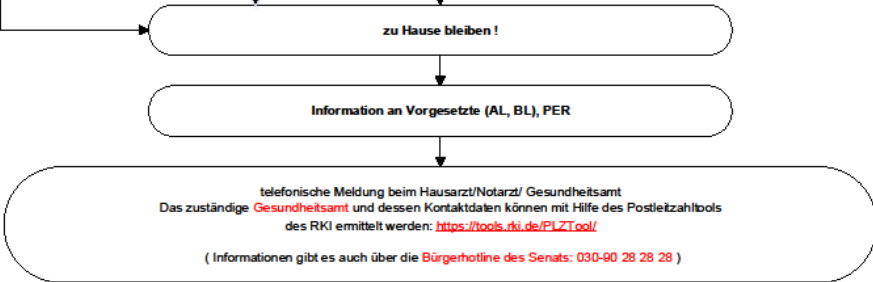 zu Hause bleiben !
Information an Vorgesetzte (AL, BL), PER
telefonische Meldung beim Hausarzt/Notarzt/ Gesundheitsamt
Das zuständige Gesundheitsamt und dessen Kontaktdaten können mit Hilfe des Postleitzahltools
des RKI ermittelt werden: https://tools.rki.de/PLZTool/
( Informationen gibt es auch über die Bürgerhotline des Senats: 030-90 28 28 28 )